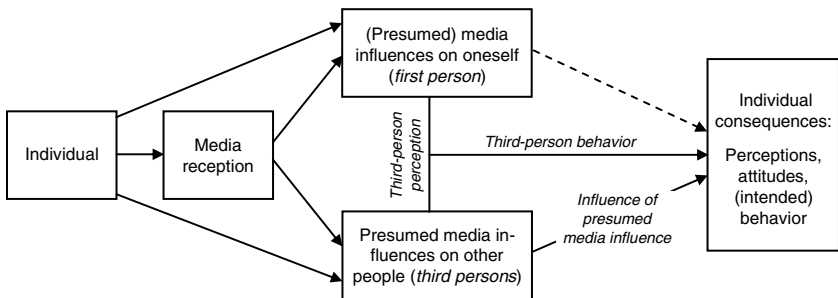 Individual
Media
reception
(Presumed) media
influences on oneself
(first person)
Third-person
perception
Presumed media in-
fluences on other
people (third persons)
Third-person behavior
Influence of
presumed
media influence
Individual
consequences:
Perceptions,
attitudes,
(intended)
behavior